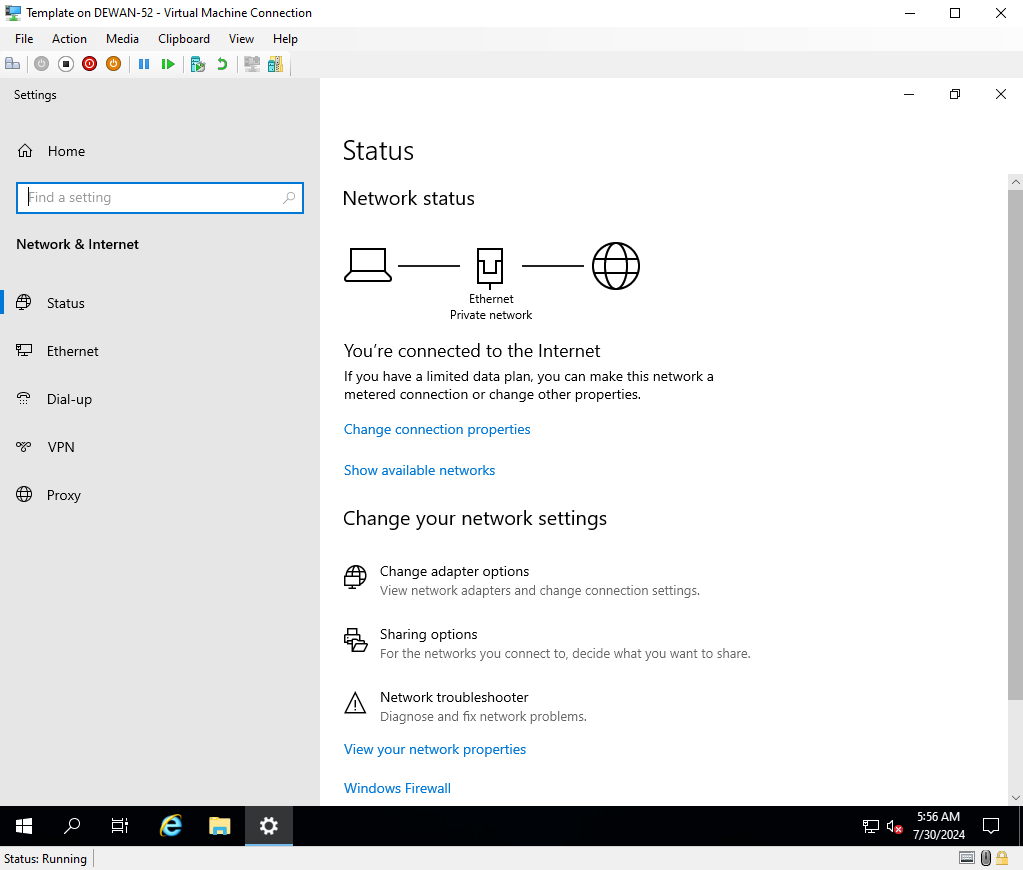 Template on DEWAN-52 - Virtual Machine Connection
File Action Media Clipboard View Help
Settings
Home
Find a setting
Network & Internet
Status
Ethernet
Dial-up
VPN
Proxy
Status
Network status
Ethernet
Private network
You're connected to the Internet
If you have a limited data plan, you can make this network a
metered connection or change other properties.
Change connection properties
Show available networks
Change your network settings
Change adapter options
View network adapters and change connection settings.
Sharing options
For the networks you connect to, decide what you want to share.
Network troubleshooter
Diagnose and fix network problems.
View your network properties
Windows Firewall
5:56 AM
7/30/2024
Status: Running